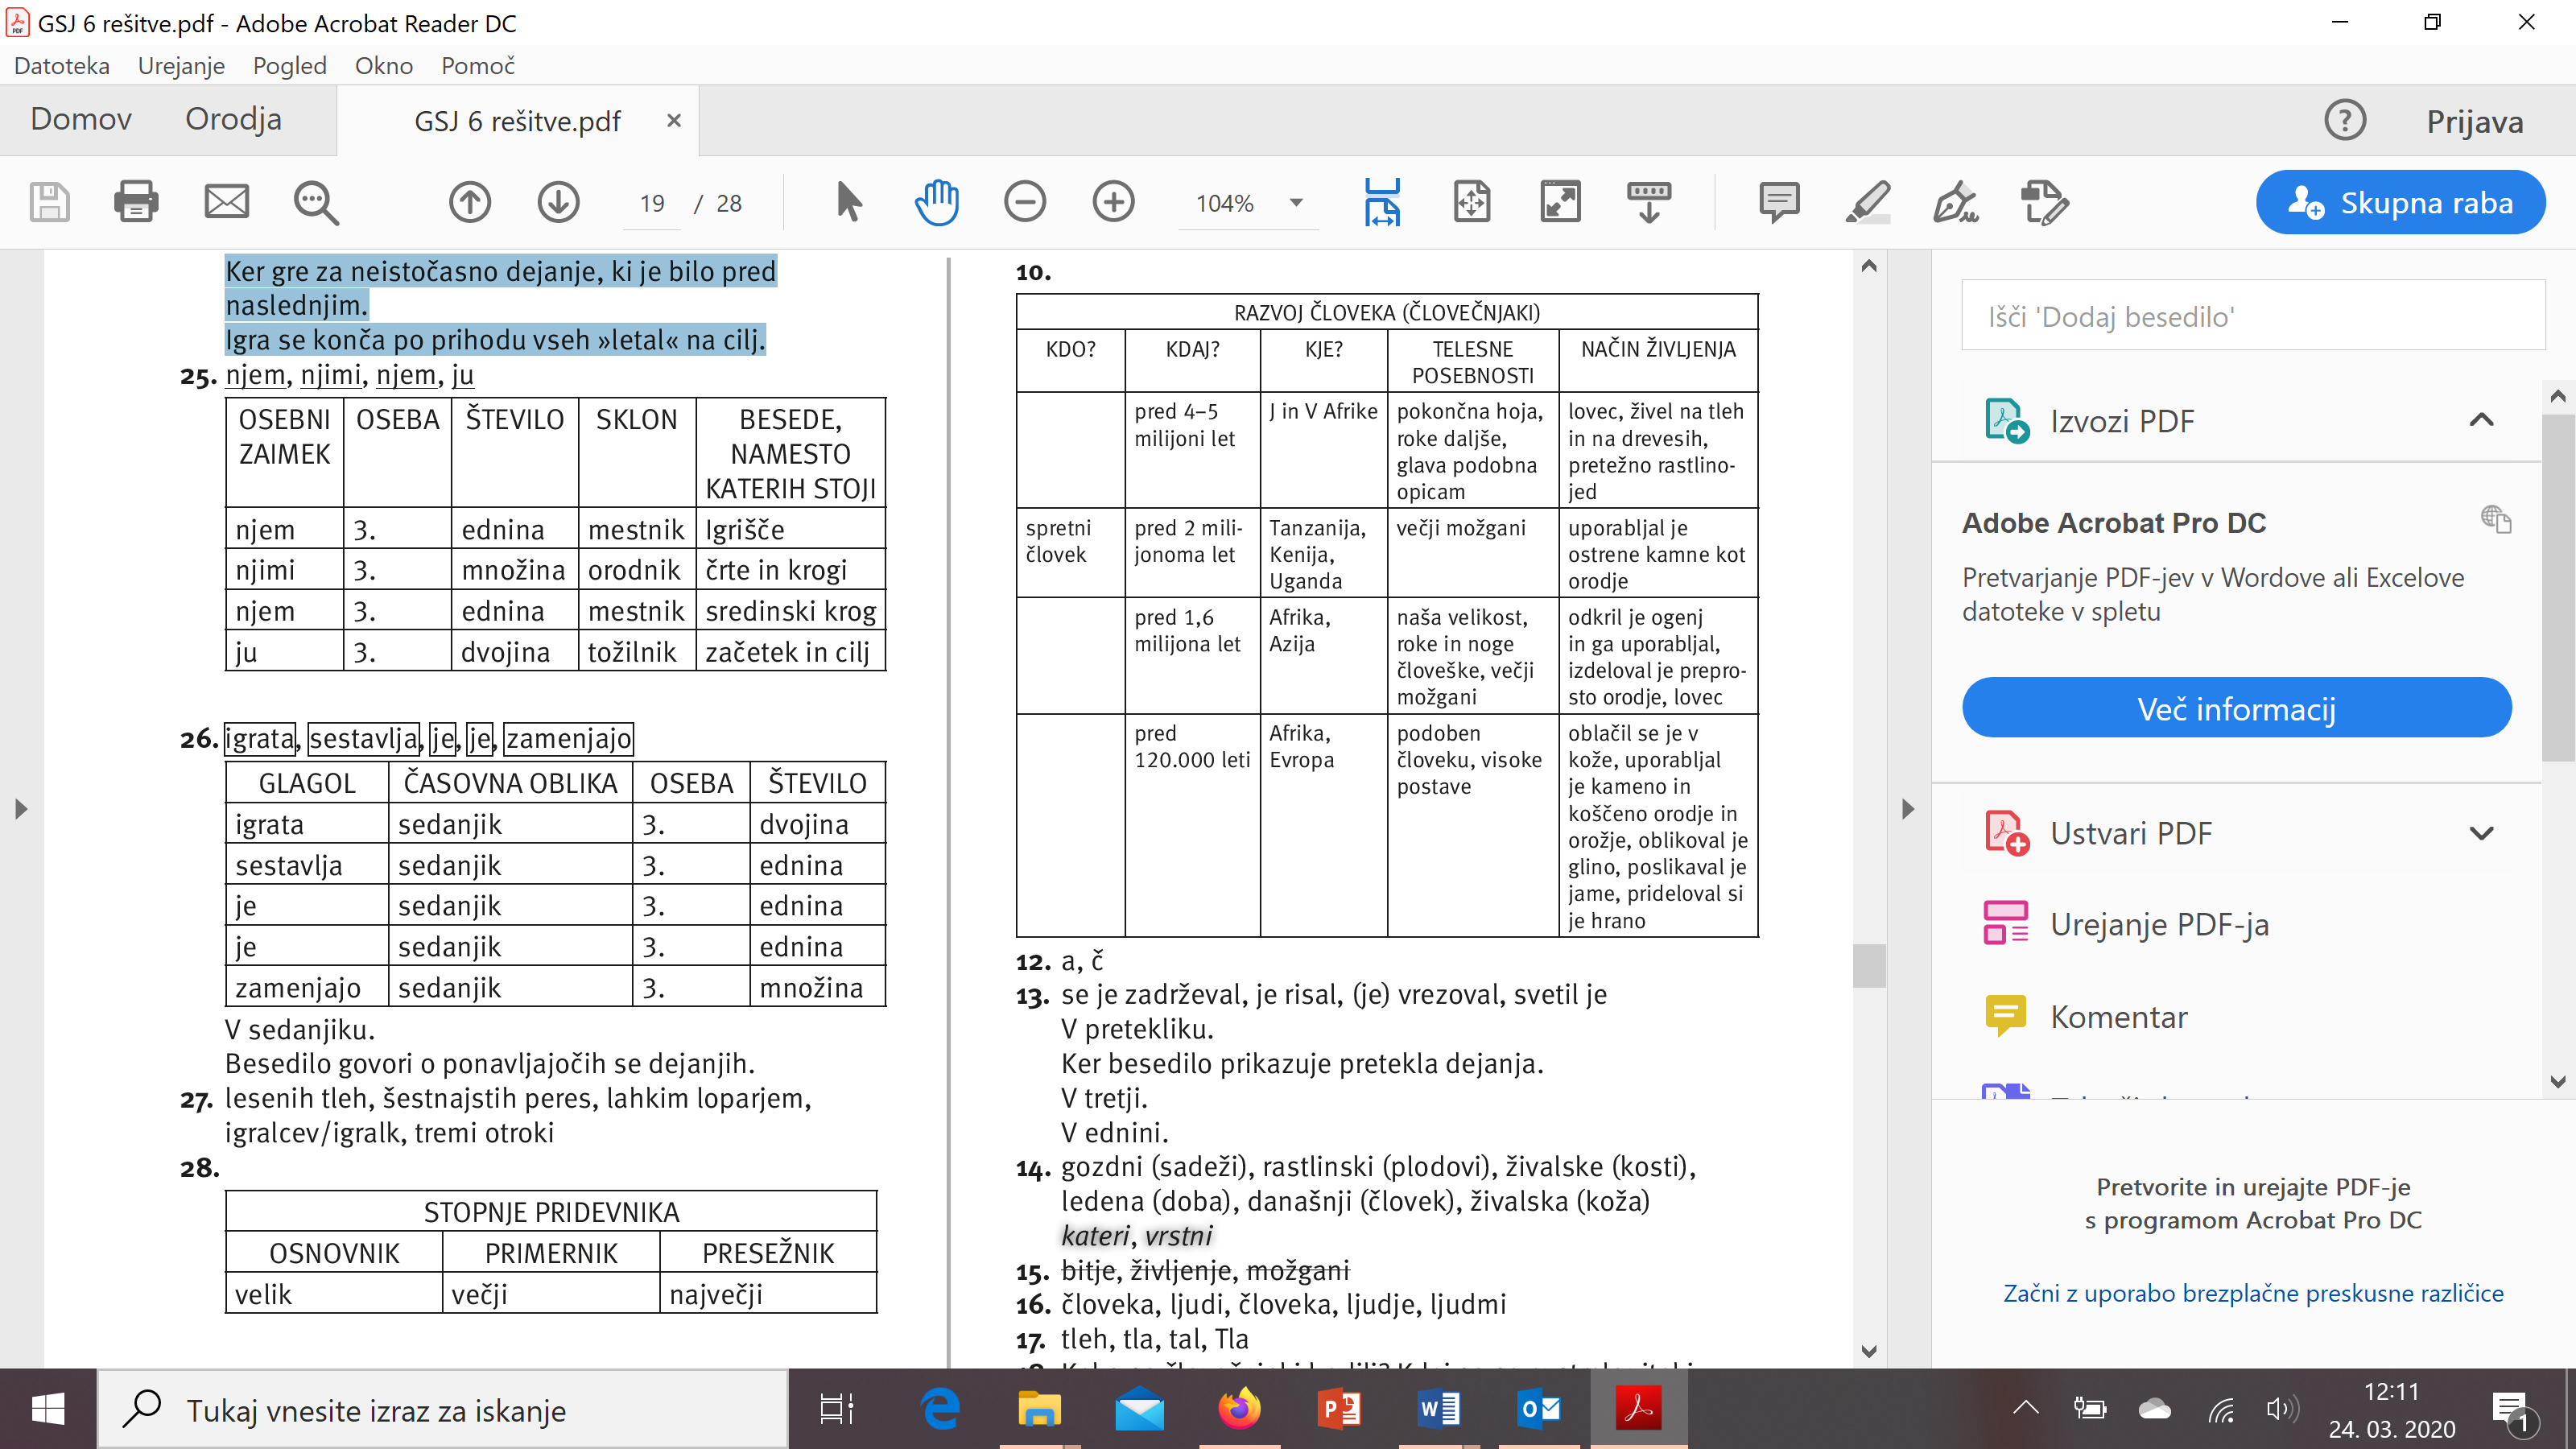 GSJ 6 rešitve.pdf - Adobe Acrobat Reader DC
Datoteka Urejanje Pogled Okno Pomoč
Domov Orodja GSJ 6 rešitve.pdf × ? Prijava
19 / 28 104% Skupna raba
Ker gre za neistočasno dejanje, ki je bilo pred
naslednjim.
Igra se konča po prihodu vseh »letal« na cilj.
25. njem, njimi, njem, ju
OSEBNI ZAIMEK OSEBA ŠTEVILO SKLON BESEDE, NAMESTO KATERIH STOJI
njem 3. ednina mestnik Igrišče
njimi 3. množina orodnik črte in krogi
njem 3. ednina mestnik sredinski krog
ju 3. dvojina tožilnik začetek in cilj
26. igrata, sestavlja, je, je, zamenjajo
GLAGOL ČASOVNA OBLIKA OSEBA ŠTEVILO
igrata sedanjik 3. dvojina
sestavlja sedanjik 3. ednina
je sedanjik 3. ednina
je sedanjik 3. ednina
zamenjajo sedanjik 3. množina
V sedanjiku.
Besedilo govori o ponavljajočih se dejanjih.
27. lesenih tleh, šestnajstih peres, lahkim loparjem,
igralcev/igralk, tremi otroki
28.
STOPNJE PRIDEVNIKA
OSNOVNIK PRIMERNIK PRESEŽNIK
velik večji največji
10.
RAZVOJ ČLOVEKA (ČLOVEČNJAKI)
KDO? KDAJ? KJE? TELESNE POSEBNOSTI NAČIN ŽIVLJENJA
pred 4–5 J in V Afrike pokončna hoja, lovec, živel na tleh
milijoni let roke daljše, in na drevesih,
glava podobna pretežno rastlino-
opicam jed
spretni pred 2 mili- Tanzanija, večji možgani uporabljal je
človek jonoma let Kenija, ostrene kamne kot
Uganda orodje
pred 1,6 Afrika, naša velikost, odkril je ogenj
milijona let Azija roke in noge in ga uporabljal,
človeške, večji izdeloval je prepro-
možgani sto orodje, lovec
pred Afrika, podoben oblačil se je v
120.000 leti Evropa človeku, visoke kože, uporabljal
postave je kameno in
koščeno orodje in
orožje, oblikoval je
glino, poslikaval je
jame, prideloval si
je hrano
12. a, č
13. se je zadrževal, je risal, (je) vrezoval, svetil je
V pretekliku.
Ker besedilo prikazuje pretekla dejanja.
V tretji.
V ednini.
14. gozdni (sadeži), rastlinski (plodovi), živalske (kosti),
ledena (doba), današnji (človek), živalska (koža)
kateri, vrstni
15. bitje, življenje, možgani
16. človeka, ljudi, človeka, ljudje, ljudmi
17. tleh, tla, tal, Tla
Išči 'Dodaj besedilo'
Izvozi PDF
Adobe Acrobat Pro DC
Pretvarjanje PDF-jev v Wordove ali Excelove
datoteke v spletu
Več informacij
Ustvari PDF
Urejanje PDF-ja
Komentar
Pretvorite in urejajte PDF-je
s programom Acrobat Pro DC
Začni z uporabo brezplačne preskusne različice
Tukaj vnesite izraz za iskanje
12:11
24. 03. 2020
1